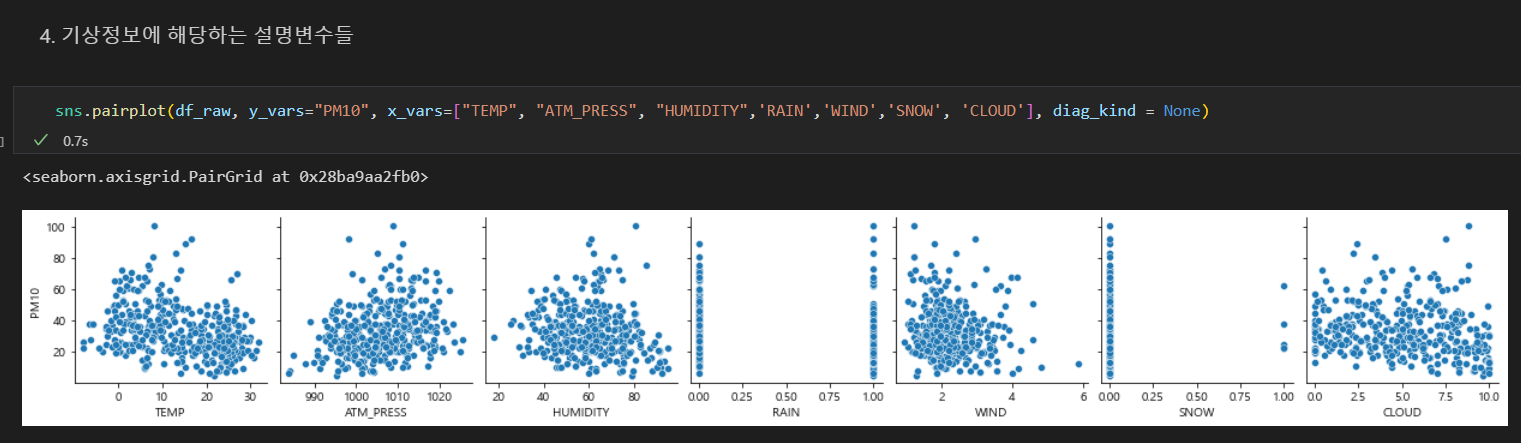 4. 기상정보에 해당하는 설명변수들
sns.pairplot(df_raw, y_vars="PM10", x_vars=["TEMP", "ATM_PRESS", "HUMIDITY",'RAIN','WIND','SNOW', 'CLOUD'], diag_kind = None)
]
✓ 0.7s
<seaborn.axisgrid.PairGrid at 0x28ba9aa2fb0>
100
80
60
40
20
PM10
0 10 20 30
990 1000 1010 1020
20 40 60 80
0.00 0.25 0.50 0.75 1.00
2 4 6
0.00 0.25 0.50 0.75 1.00
0.0 2.5 5.0 7.5 10.0
TEMP ATM_PRESS HUMIDITY RAIN WIND SNOW CLOUD